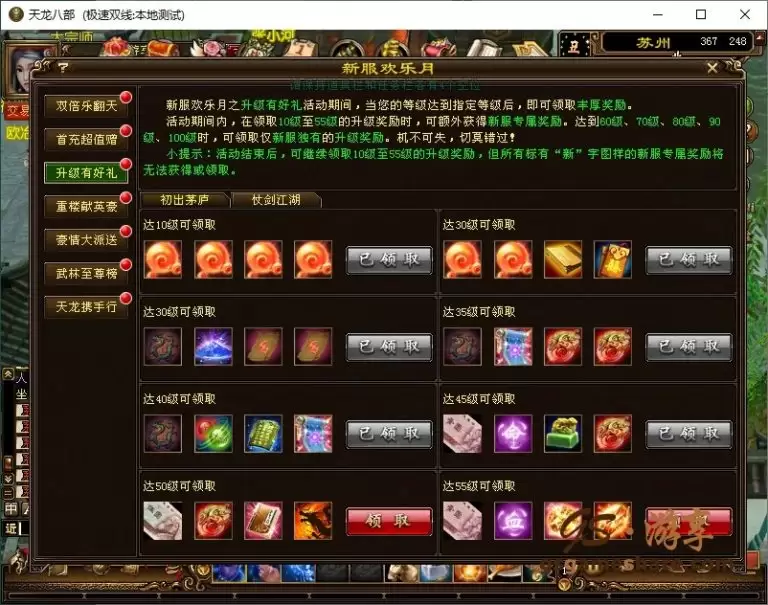 天龙八部 (极速双线:本地测试)
大宗师
张小河
苏州 367 248
丑
?
新服欢乐月
交易
双倍乐翻天
首充超值赠
升级有好礼
重楼献英豪
豪情大派送
武林至尊榜
天龙携手行
新服欢乐月之升级有好礼活动期间，当您的等级达到指定等级后，即可领取丰厚奖励。
活动期间内，在领取10级至55级的升级奖励时，可额外获得新服专属奖励。达到60级、70级、80级、90
级、100级时，可领取仅新服独有的升级奖励。机不可失，切莫错过！
小提示：活动结束后，可继续领取10级至55级的升级奖励，但所有标有“新”字图样的新服专属奖励将
无法获得或领取。
初出茅庐 仗剑江湖
达10级可领取
已领取
达30级可领取
已领取
达30级可领取
已领取
达35级可领取
已领取
达40级可领取
已领取
达45级可领取
已领取
达50级可领取
领取
达55级可领取
游享
人
坐
甲
近